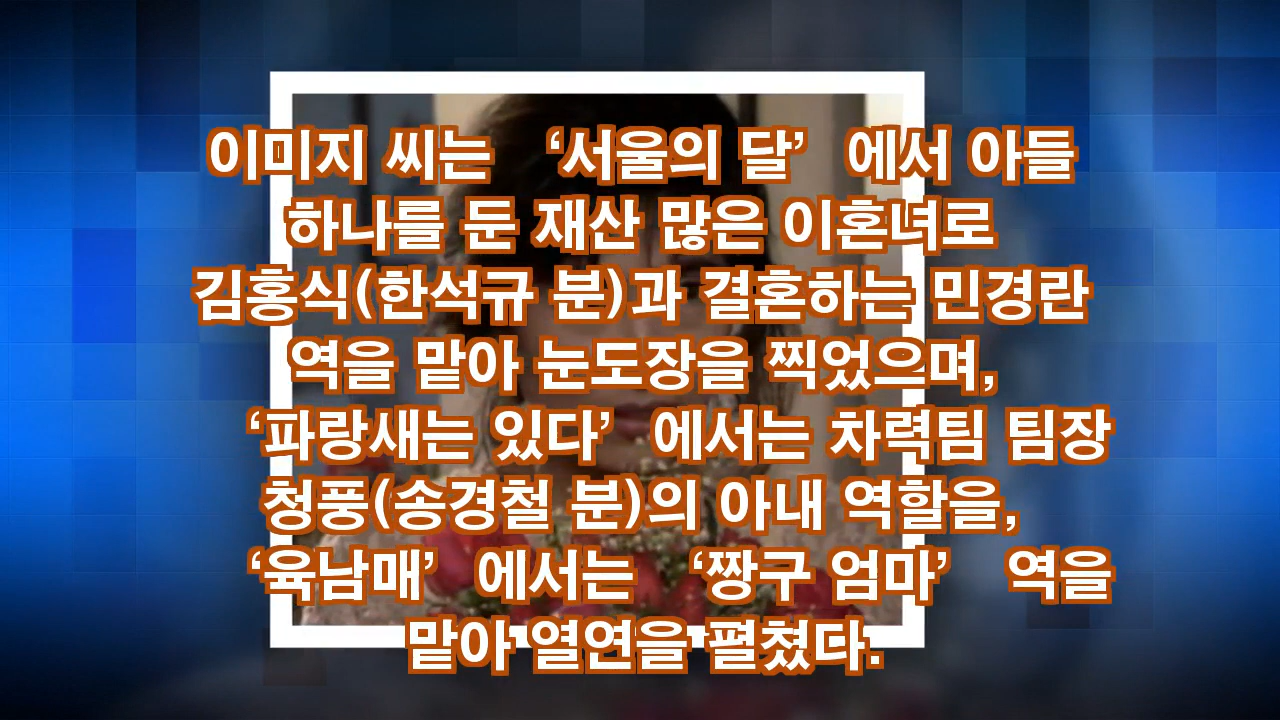 이미지 씨는 ‘서울의 달’ 에서 아들
하나를 둔 재산 많은 이혼녀로
김홍식(한석규 분)과 결혼하는 민경란
역을 맡아 눈도장을 찍었으며,
‘파랑새는 있다’ 에서는 차력팀 팀장
청풍(송경철 분)의 아내 역할을,
‘육남매’ 에서는 ‘짱구 엄마’ 역을
맡아 열연을 펼쳤다.